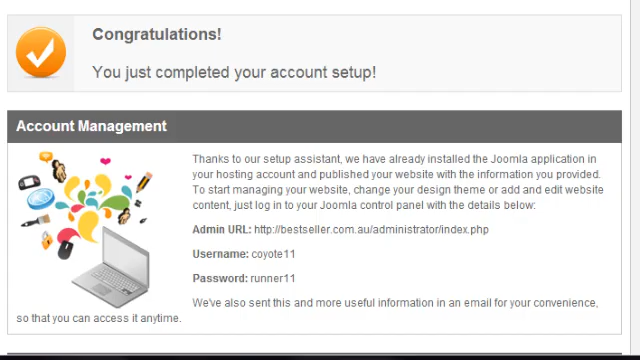 Congratulations!
You just completed your account setup!
Account Management
Thanks to our setup assistant, we have already installed the Joomla application in
your hosting account and published your website with the information you provided.
To start managing your website, change your design theme or add and edit website
content, just log in to your Joomla control panel with the details below:
Admin URL: http://bestseller.com.au/administrator/index.php
Username: coyote11
Password: runner11
We've also sent this and more useful information in an email for your convenience,
so that you can access it anytime.